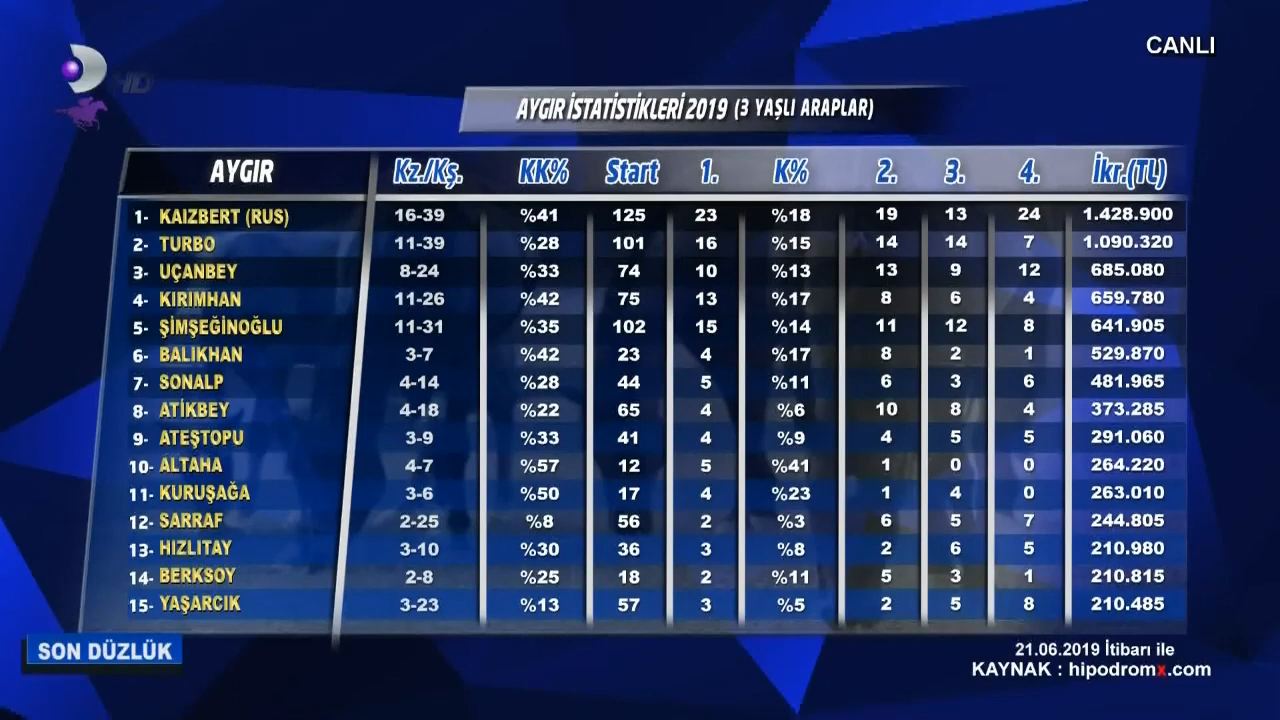 CANLI
HD
AYGIR İSTATİSTİKLERİ 2019 (3 YAŞLI ARAPLAR)
AYGIR Kz./Kş. KK% Start 1. K% 2. 3. 4. İkr.(TL)
1- KAIZBERT (RUS) 16-39 %41 125 23 %18 19 13 24 1.428.900
2- TURBO 11-39 %28 101 16 %15 14 14 7 1.090.320
3- UÇANBEY 8-24 %33 74 10 %13 13 9 12 685.080
4- KIRIMHAN 11-26 %42 75 13 %17 8 6 4 659.780
5- ŞİMŞEĞİNOĞLU 11-31 %35 102 15 %14 11 12 8 641.905
6- BALIKHAN 3-7 %42 23 4 %17 8 2 1 529.870
7- SONALP 4-14 %28 44 5 %11 6 3 6 481.965
8- ATİKBEY 4-18 %22 65 4 %6 10 8 4 373.285
9- ATEŞTOPU 3-9 %33 41 4 %9 4 5 5 291.060
10- ALTAHA 4-7 %57 12 5 %41 1 0 0 264.220
11- KURUŞAĞA 3-6 %50 17 4 %23 1 4 0 263.010
12- SARRAF 2-25 %8 56 2 %3 6 5 7 244.805
13- HIZLITAY 3-10 %30 36 3 %8 2 6 5 210.980
14- BERKSOY 2-8 %25 18 2 %11 5 3 1 210.815
15- YAŞARCIK 3-23 %13 57 3 %5 2 5 8 210.485
SON DÜZLÜK
21.06.2019 İtibarı ile
KAYNAK : hipodromx.com